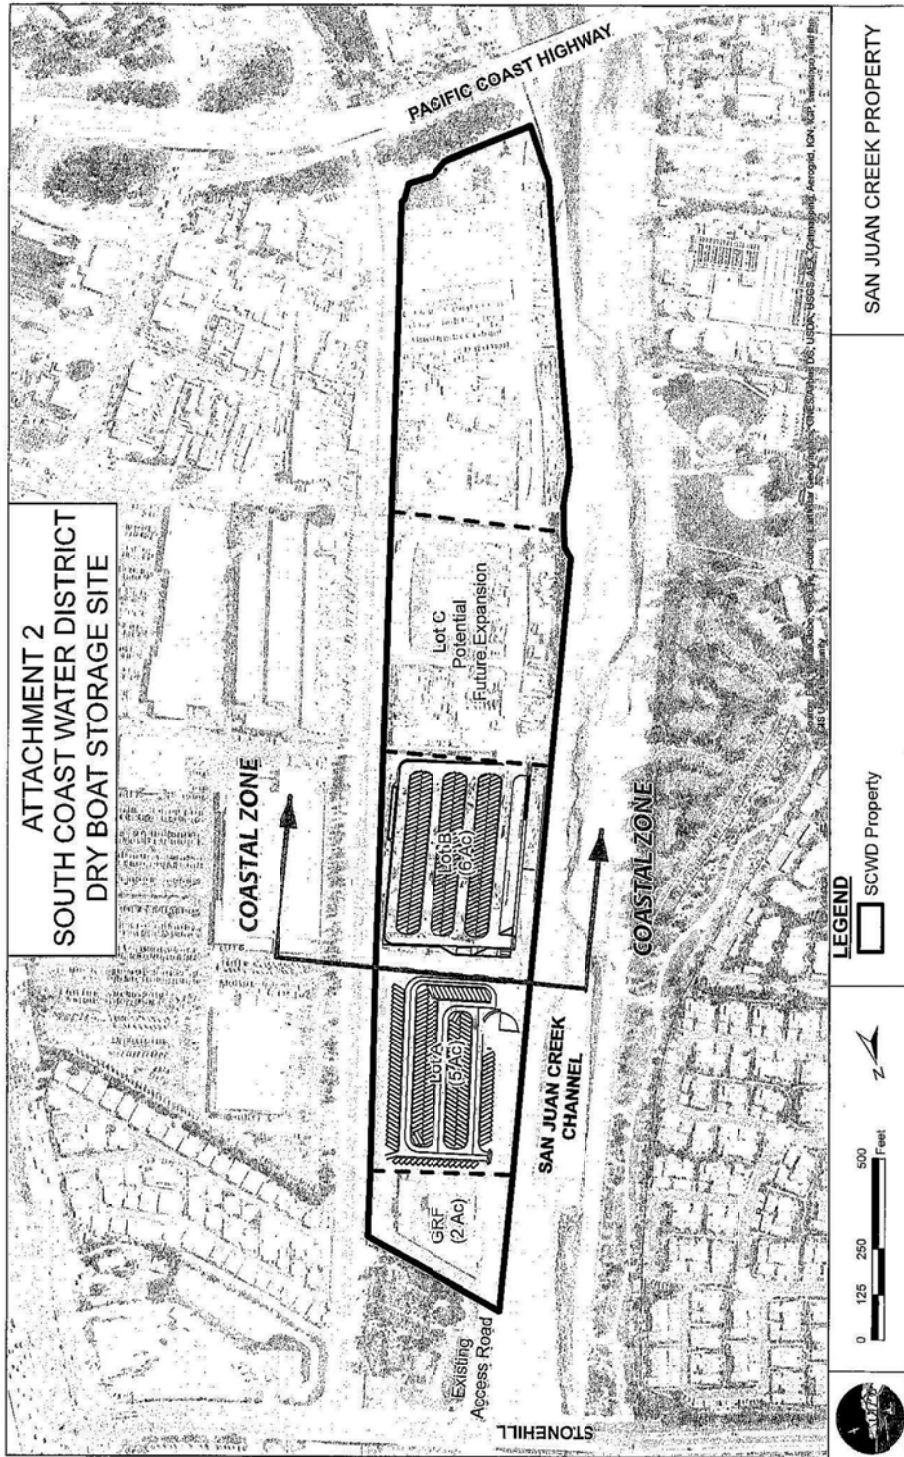 ATTACHMENT 2
SOUTH COAST WATER DISTRICT
DRY BOAT STORAGE SITE
PACIFIC COAST HIGHWAY
COASTAL ZONE
Lot C
Potential
Future Expansion
Lot B
(6 Ac)
Lot A
(5 Ac)
GRF
(2 Ac)
COASTAL ZONE
SAN JUAN CREEK
CHANNEL
Existing
Access Road
STONEHILL
LEGEND
SCWD Property
0 125 250 500
Feet
N
SAN JUAN CREEK PROPERTY